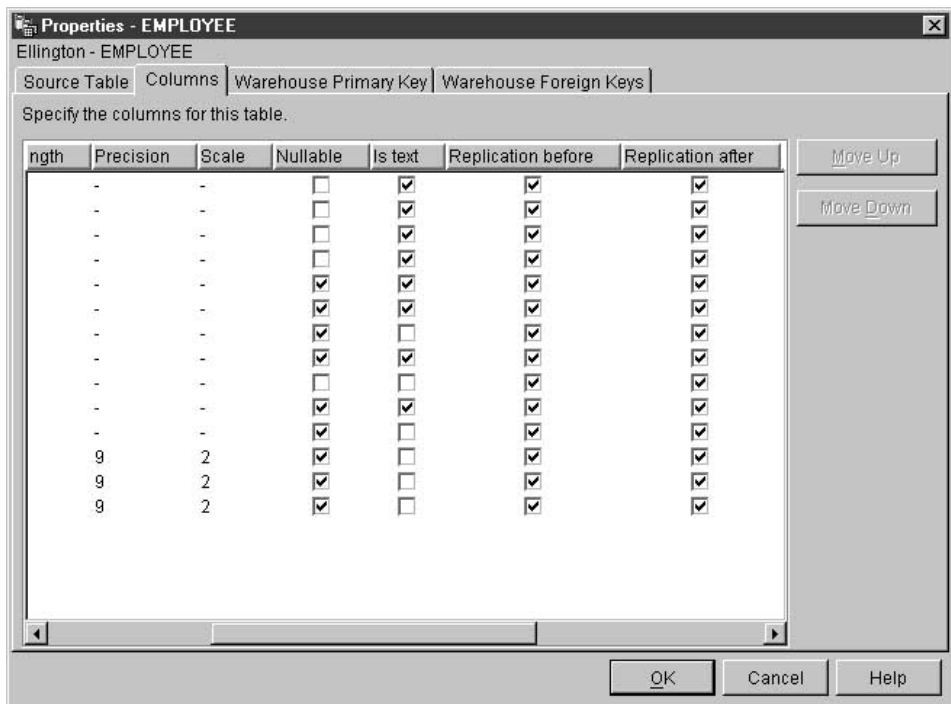 Properties - EMPLOYEE
Ellington - EMPLOYEE
Source Table Columns Warehouse Primary Key Warehouse Foreign Keys
Specify the columns for this table.
ngth Precision Scale Nullable Is text Replication before Replication after
- -
- -
- -
- -
- -
- -
- -
- -
- -
- -
- -
9 2
9 2
9 2
Move Up
Move Down
OK Cancel Help